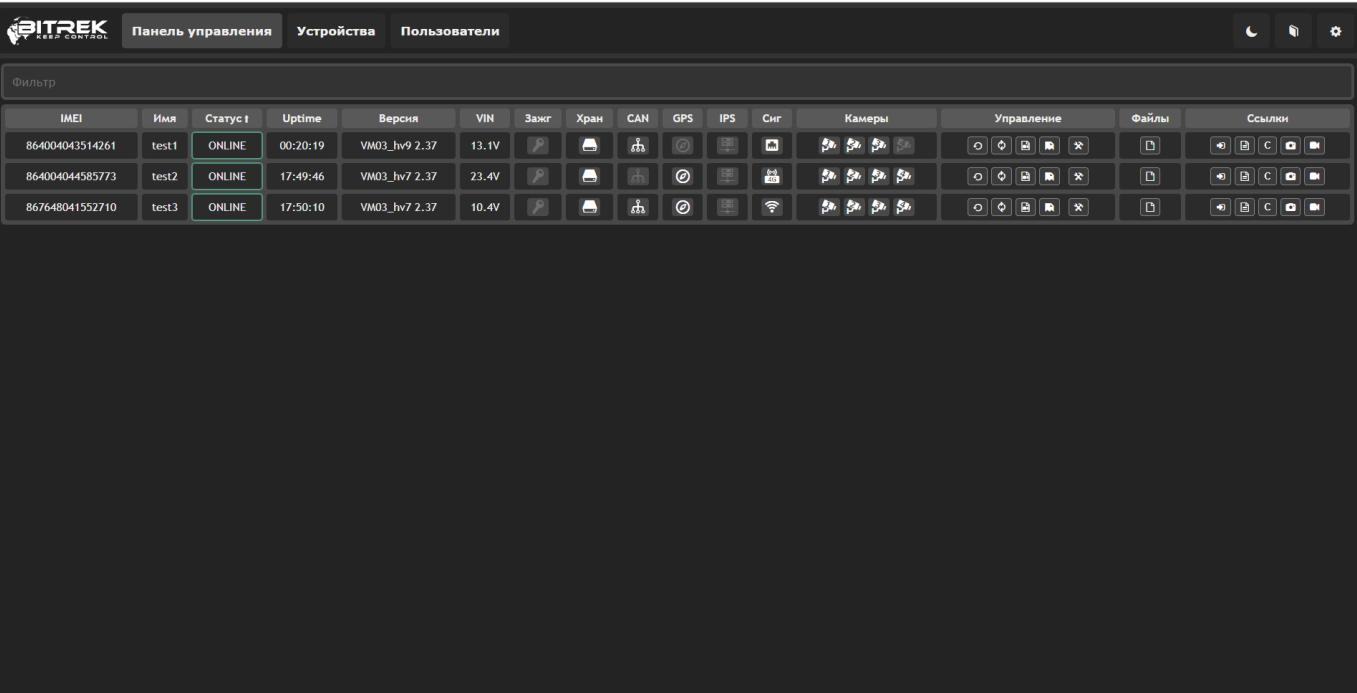 BITREK
KEEP CONTROL
Панель управления Устройства Пользователи
Фильтр
IMEI Имя Статус↑ Uptime Версия VIN Зажг Хран CAN GPS IPS Сиг Камеры Управление Файлы Ссылки
864004043514261 test1 ONLINE 00:20:19 VM03_hv9 2.37 13.1V C
864004044585773 test2 ONLINE 17:49:46 VM03_hv7 2.37 23.4V 4G C
867648041552710 test3 ONLINE 17:50:10 VM03_hv7 2.37 10.4V C